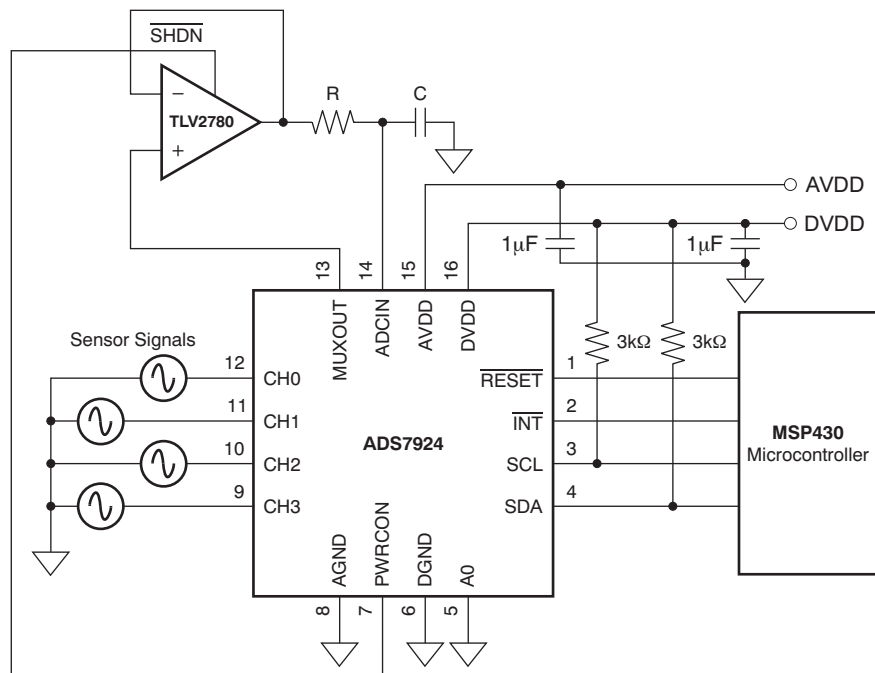 SHDN
R
C
TLV2780
−
+
AVDD
DVDD
1μF
1μF
13
14
15
16
MUXOUT
ADCIN
AVDD
DVDD
3kΩ
3kΩ
Sensor Signals
12
CH0
11
CH1
10
CH2
9
CH3
ADS7924
RESET
1
INT
2
SCL
3
SDA
4
MSP430
Microcontroller
AGND
PWRCON
DGND
A0
8
7
6
5